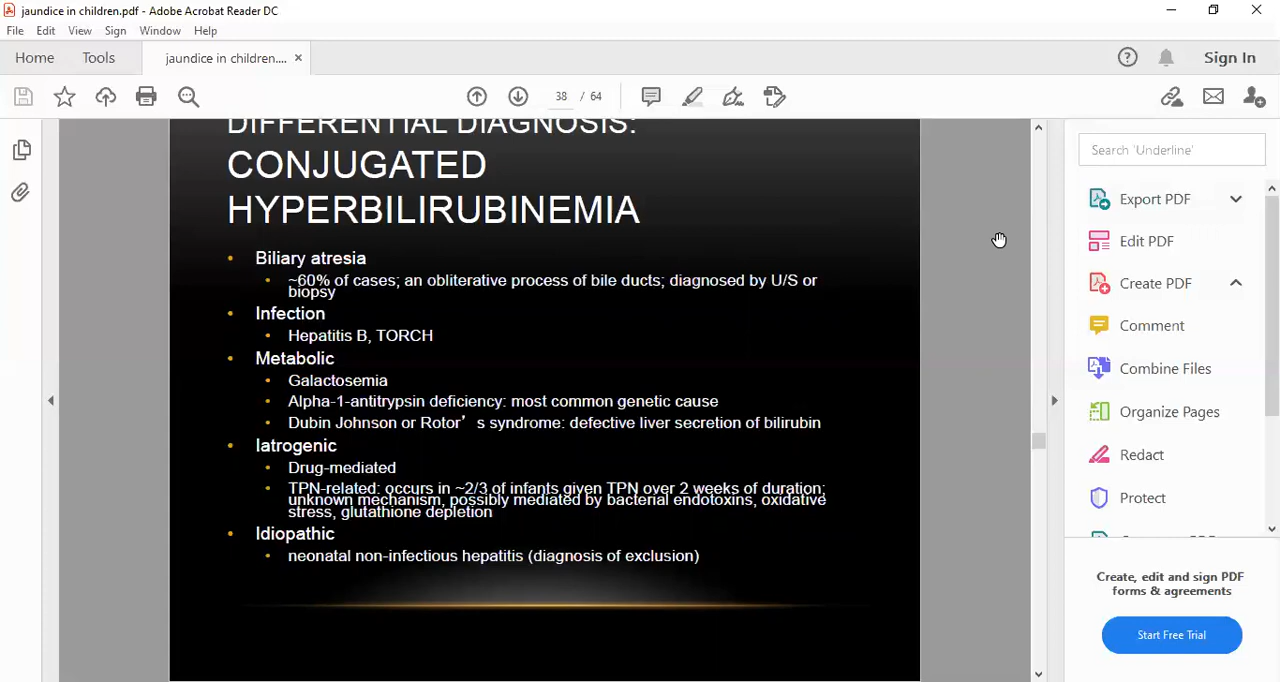 jaundice in children.pdf - Adobe Acrobat Reader DC
File Edit View Sign Window Help
Home Tools jaundice in children.... × Sign In
38 / 64
DIFFERENTIAL DIAGNOSIS:
CONJUGATED
HYPERBILIRUBINEMIA
• Biliary atresia
• ~60% of cases; an obliterative process of bile ducts; diagnosed by U/S or
biopsy
• Infection
• Hepatitis B, TORCH
• Metabolic
• Galactosemia
• Alpha-1-antitrypsin deficiency: most common genetic cause
• Dubin Johnson or Rotor’ s syndrome: defective liver secretion of bilirubin
• Iatrogenic
• Drug-mediated
• TPN-related: occurs in ~2/3 of infants given TPN over 2 weeks of duration;
unknown mechanism, possibly mediated by bacterial endotoxins, oxidative
stress, glutathione depletion
• Idiopathic
• neonatal non-infectious hepatitis (diagnosis of exclusion)
Search 'Underline'
Export PDF
Edit PDF
Create PDF
Comment
Combine Files
Organize Pages
Redact
Protect
Create, edit and sign PDF
forms & agreements
Start Free Trial